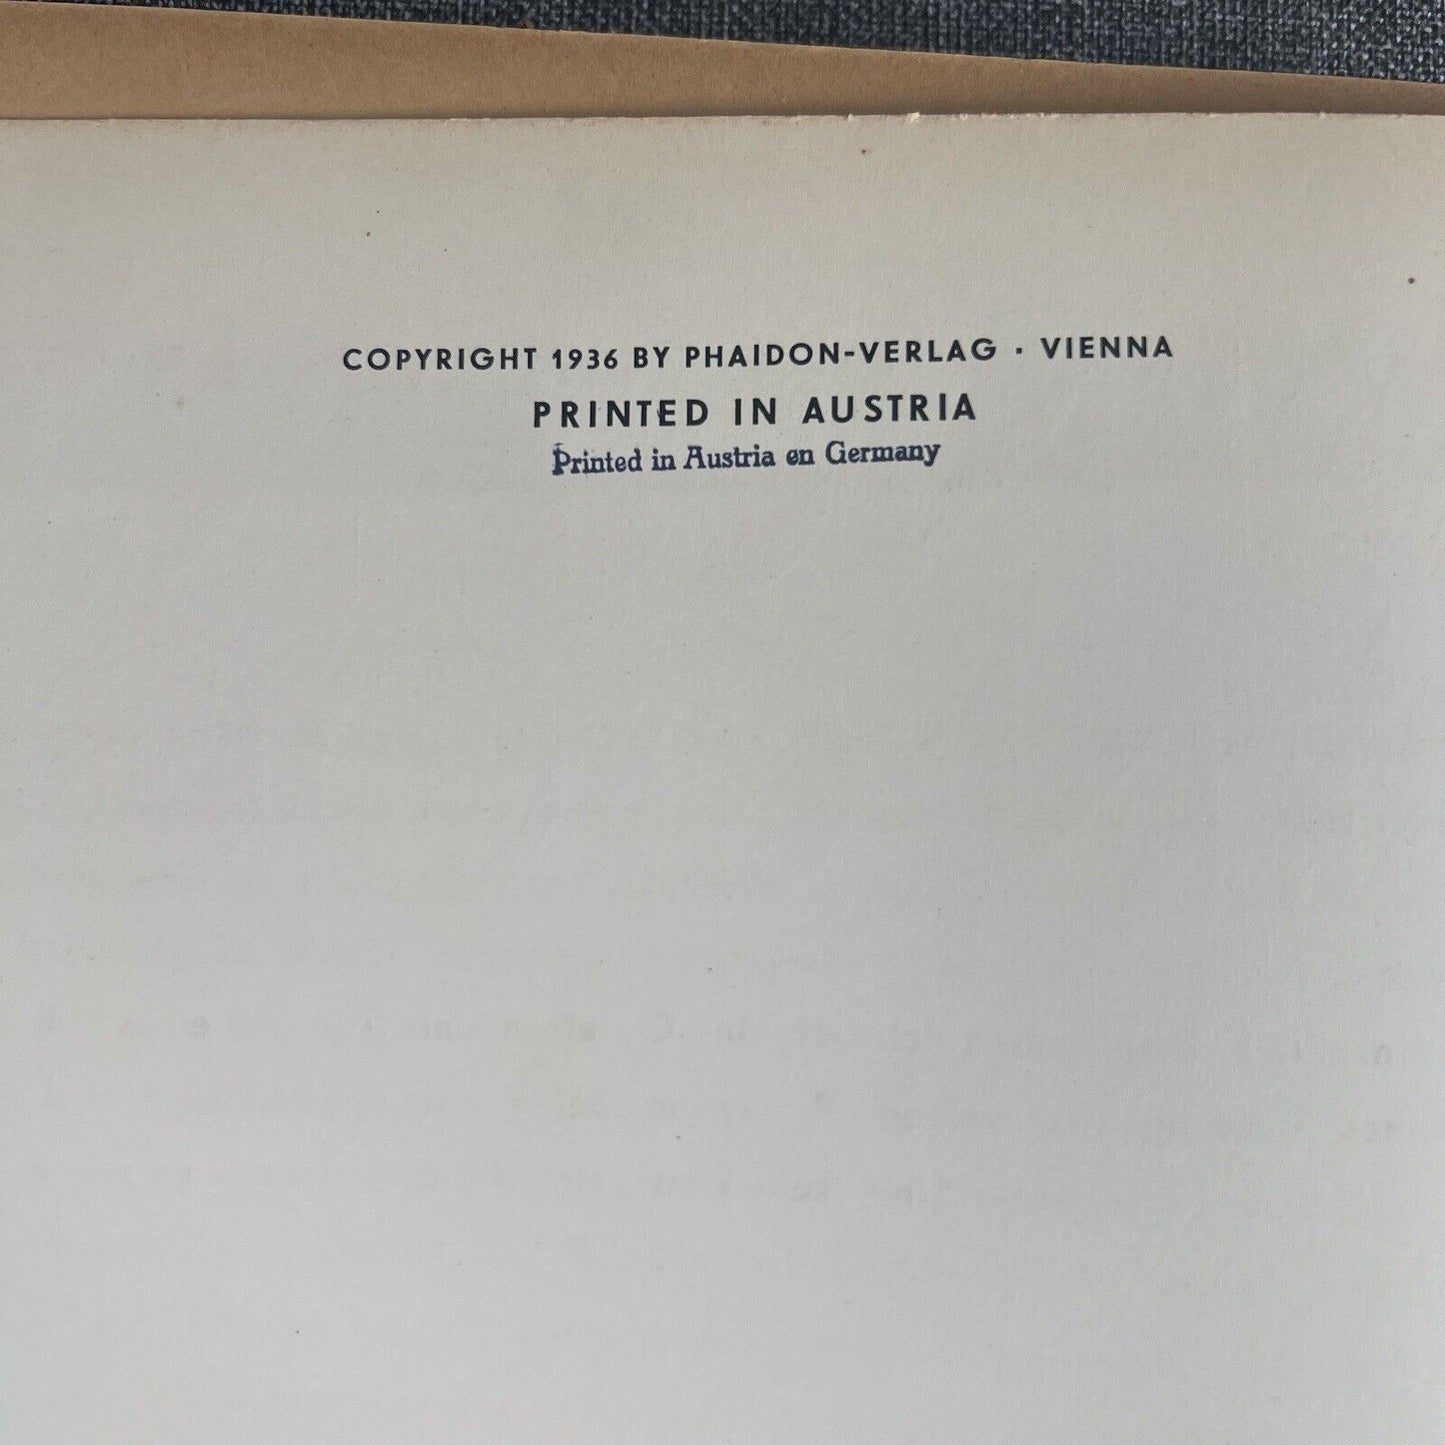 COPYRIGHT 1936 BY PHAIDON-VERLAG · VIENNA
PRINTED IN AUSTRIA
Printed in Austria en Germany